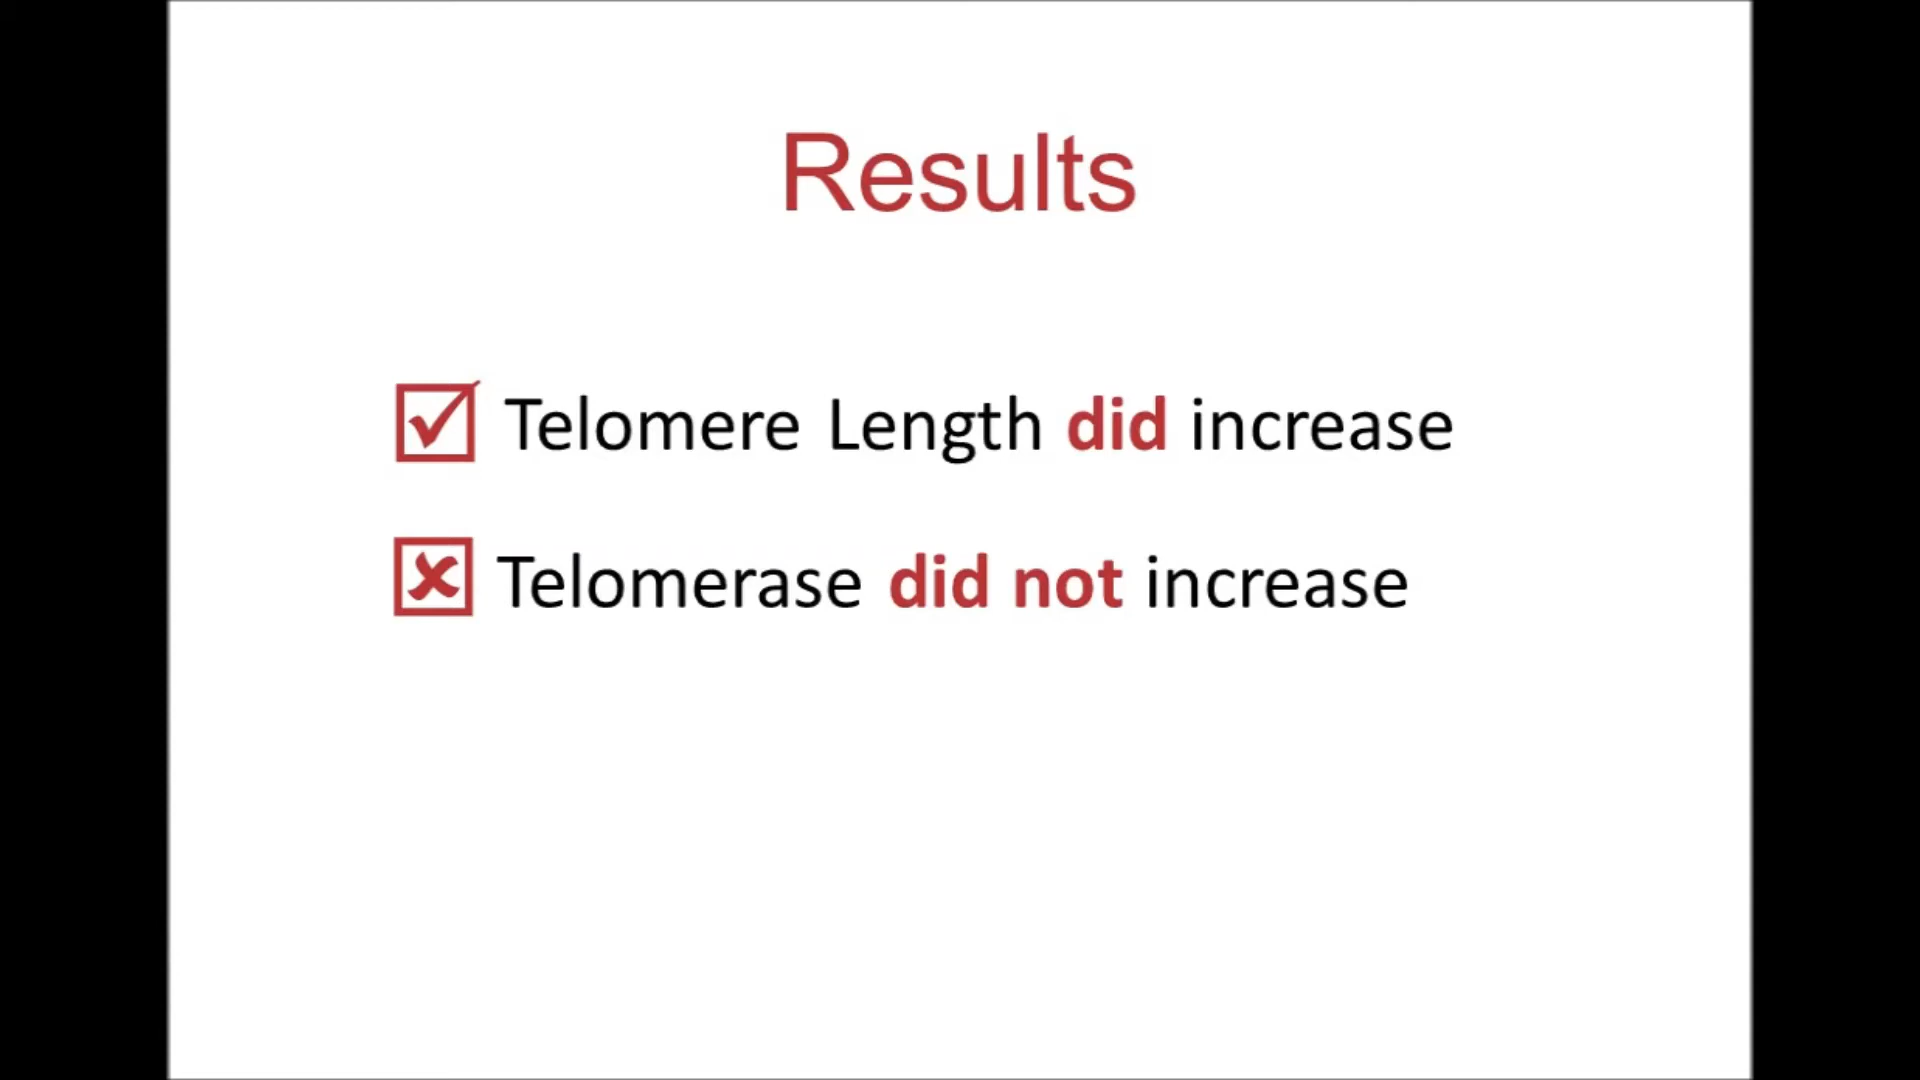 Results
☑ Telomere Length did increase
☒ Telomerase did not increase